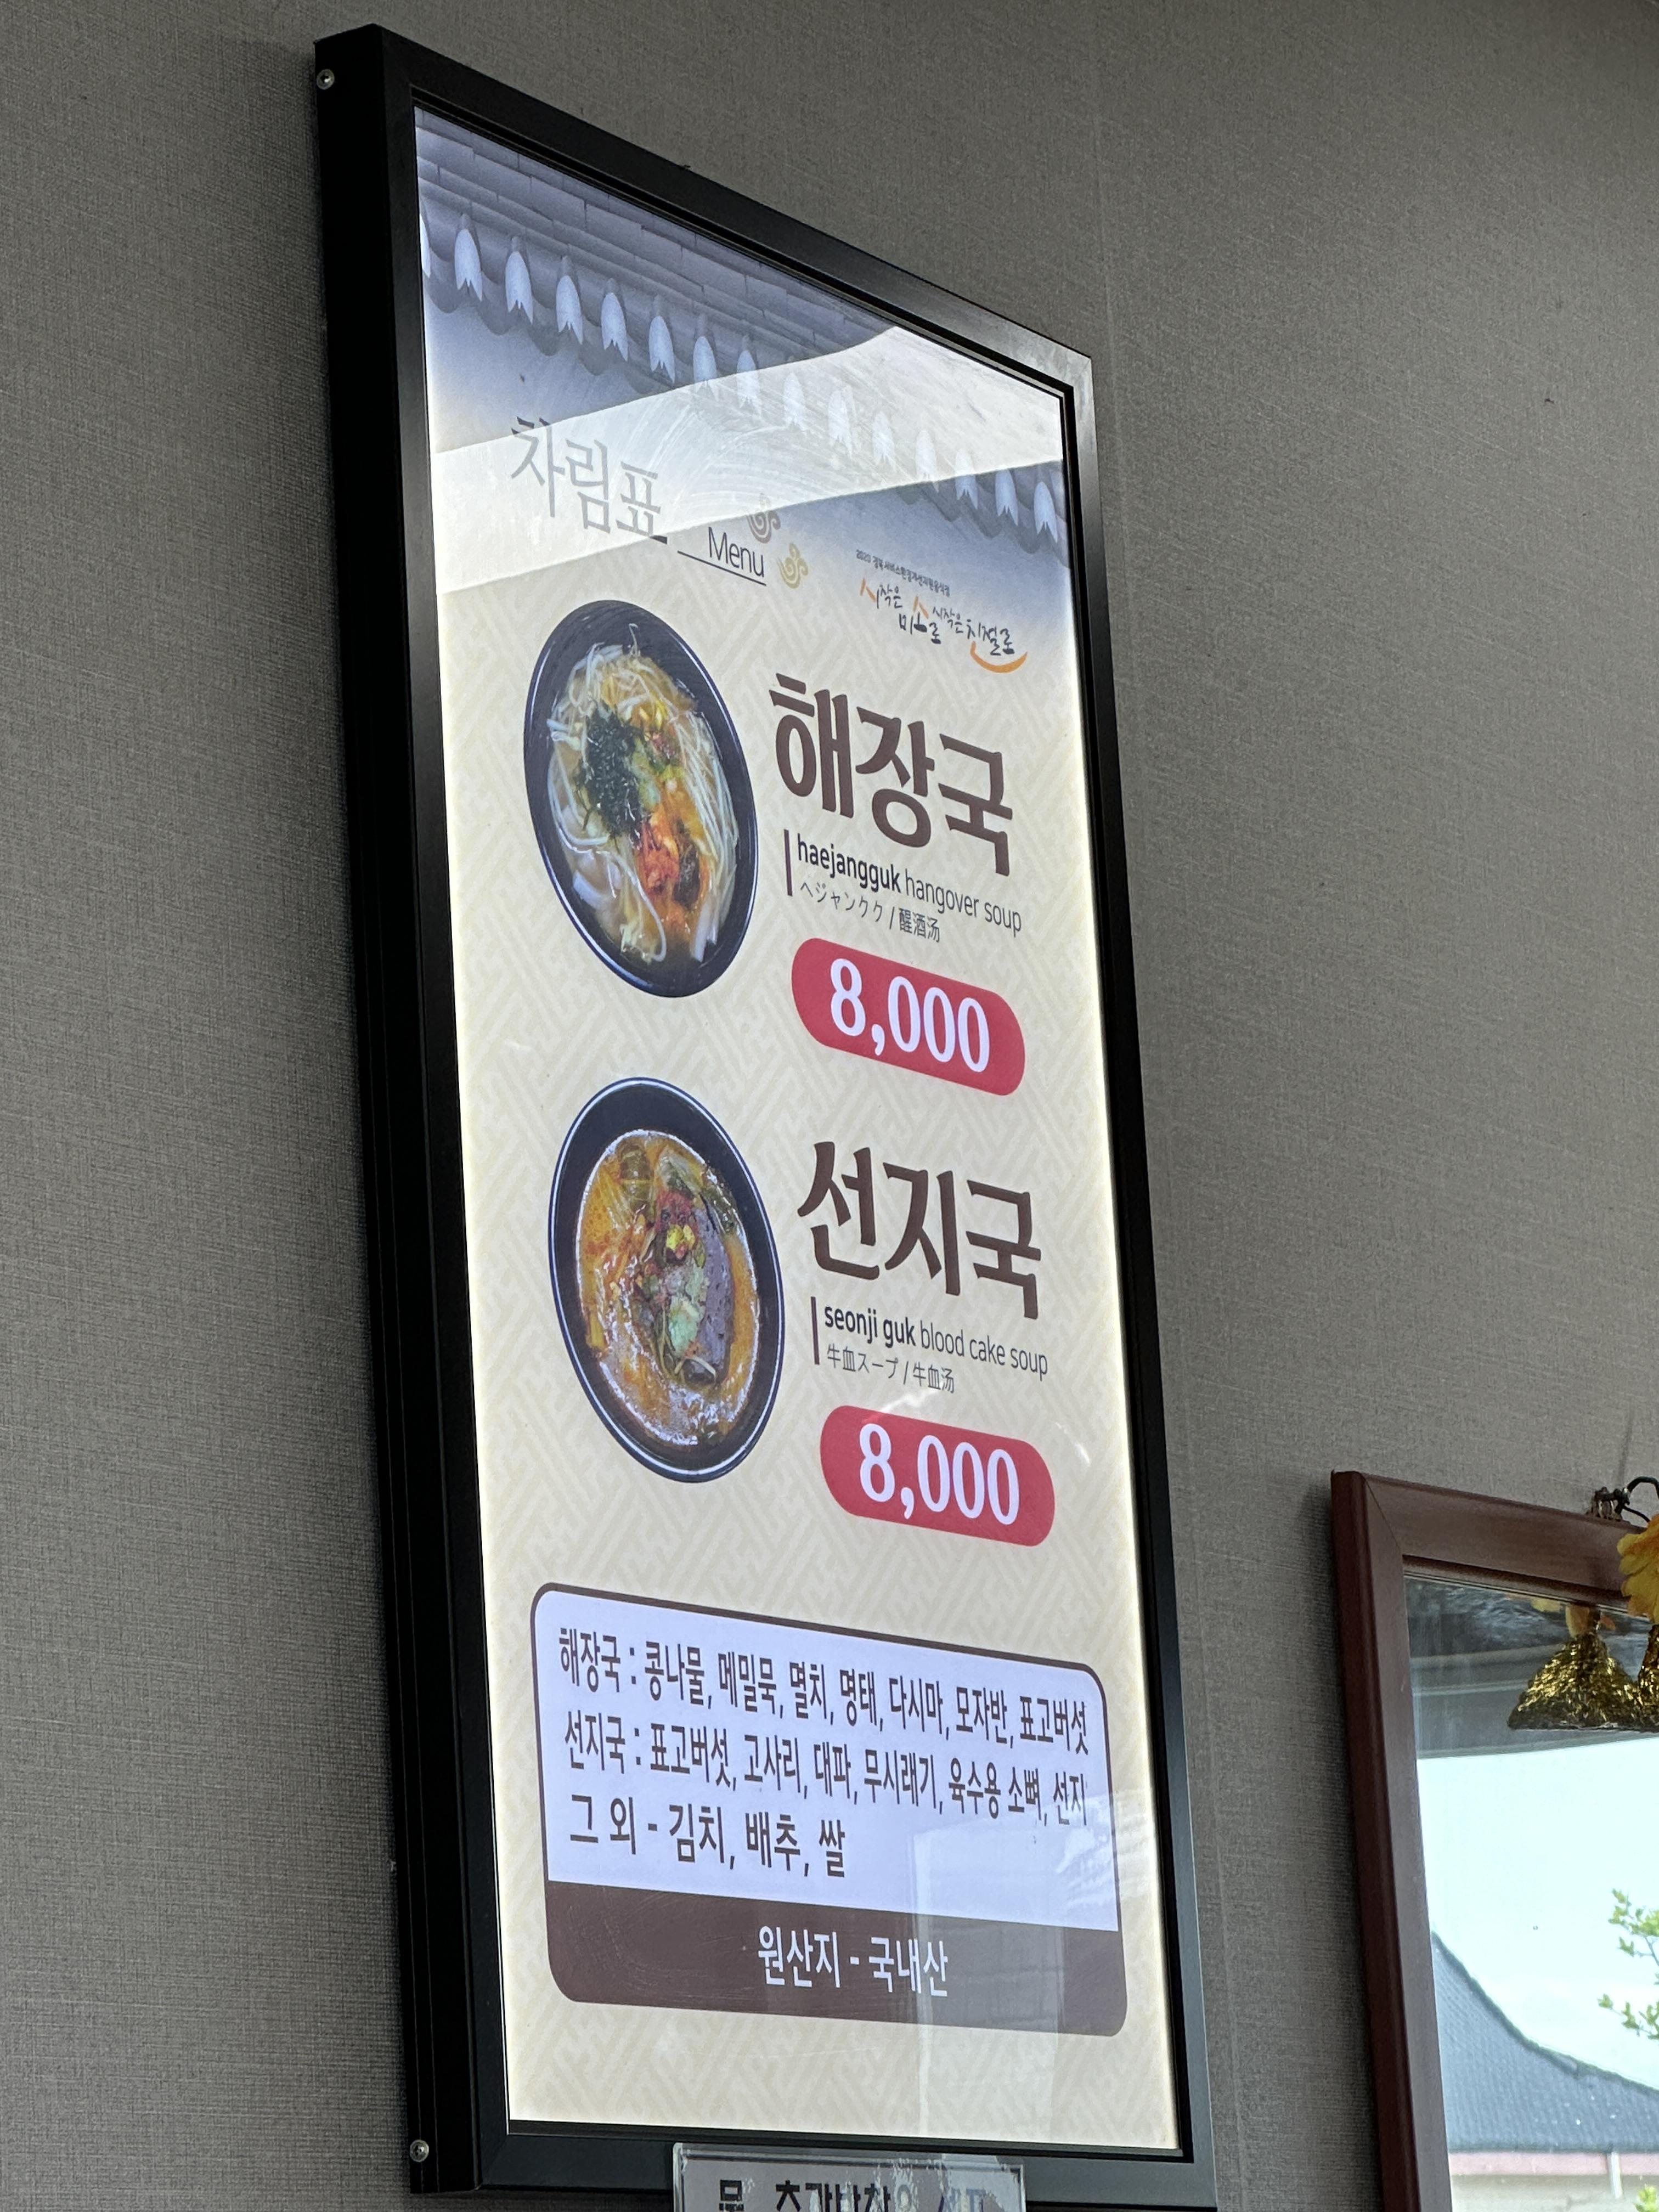 차림표
Menu
시작은 미소로 시작은 친절로
해장국
haejangguk hangover soup
ヘジャンクク / 醒酒汤
8,000
선지국
seonji guk blood cake soup
牛血スープ / 牛血汤
8,000
해장국 : 콩나물, 메밀묵, 멸치, 명태, 다시마, 모자반, 표고버섯
선지국 : 표고버섯, 고사리, 대파, 무시래기, 육수용 소뼈, 선지
그 외 - 김치, 배추, 쌀
원산지 - 국내산